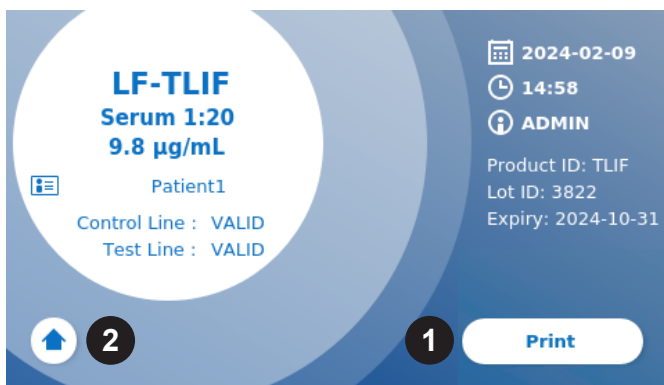 LF-TLIF
Serum 1:20
9.8 µg/mL
Patient1
Control Line : VALID
Test Line : VALID
2024-02-09
14:58
ADMIN
Product ID: TLIF
Lot ID: 3822
Expiry: 2024-10-31
2
1
Print